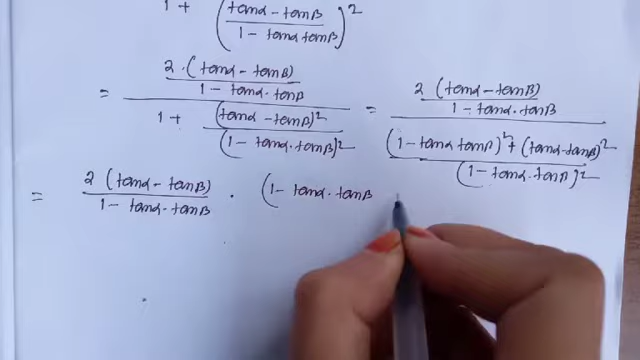 1 + ( (tanα - tanβ) / (1 - tanα tanβ) )²
= ( 2 · (tanα - tanβ) / (1 - tanα · tanβ) ) / ( 1 + (tanα - tanβ)² / (1 - tanα · tanβ)² ) = ( 2 (tanα - tanβ) / (1 - tanα · tanβ) ) / ( ( (1 - tanα tanβ)² + (tanα - tanβ)² ) / (1 - tanα · tanβ)² )
= 2 (tanα - tanβ) / (1 - tanα · tanβ) · (1 - tanα · tanβ